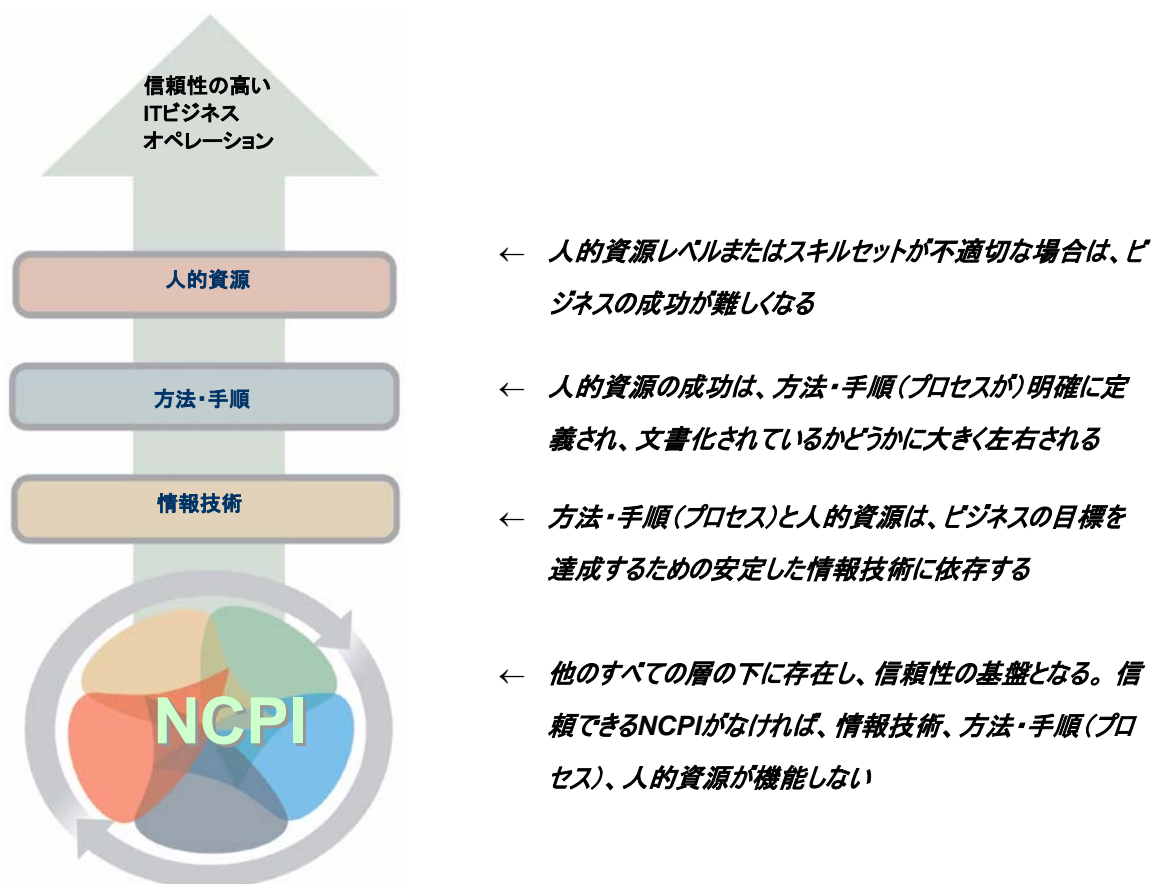 信頼性の高い
ITビジネス
オペレーション
人的資源
← 人的資源レベルまたはスキルセットが不適切な場合は、ビ
ジネスの成功が難しくなる
方法・手順
← 人的資源の成功は、方法・手順（プロセスが）明確に定
義され、文書化されているかどうかに大きく左右される
情報技術
← 方法・手順（プロセス）と人的資源は、ビジネスの目標を
達成するための安定した情報技術に依存する
NCPI
← 他のすべての層の下に存在し、信頼性の基盤となる。信
頼できるNCPIがなければ、情報技術、方法・手順（プロ
セス）、人的資源が機能しない